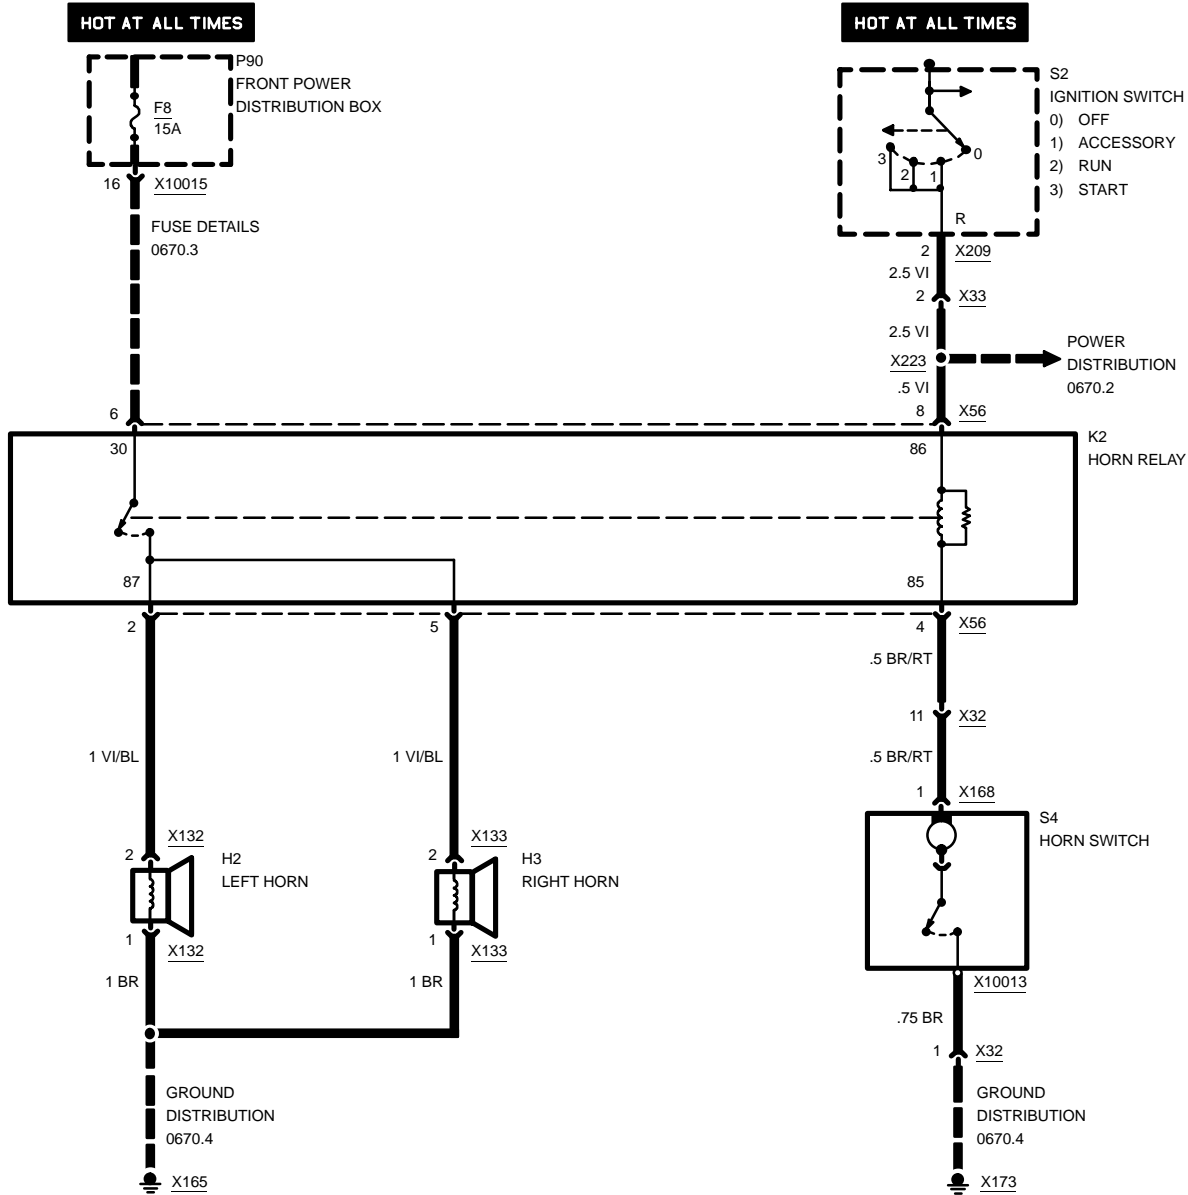 HOT AT ALL TIMES
HOT AT ALL TIMES
P90
FRONT POWER
DISTRIBUTION BOX
F8
15A
16
X10015
FUSE DETAILS
0670.3
S2
IGNITION SWITCH
0) OFF
1) ACCESSORY
2) RUN
3) START
0
3
2
1
R
2
X209
2.5 VI
2
X33
2.5 VI
X223
POWER
DISTRIBUTION
0670.2
.5 VI
6
8
X56
30
86
K2
HORN RELAY
87
85
2
5
4
X56
.5 BR/RT
11
X32
1 VI/BL
1 VI/BL
.5 BR/RT
1
X168
X132
2
H2
LEFT HORN
X133
2
H3
RIGHT HORN
S4
HORN SWITCH
1
X132
1
X133
1 BR
1 BR
X10013
.75 BR
1
X32
GROUND
DISTRIBUTION
0670.4
GROUND
DISTRIBUTION
0670.4
X165
X173